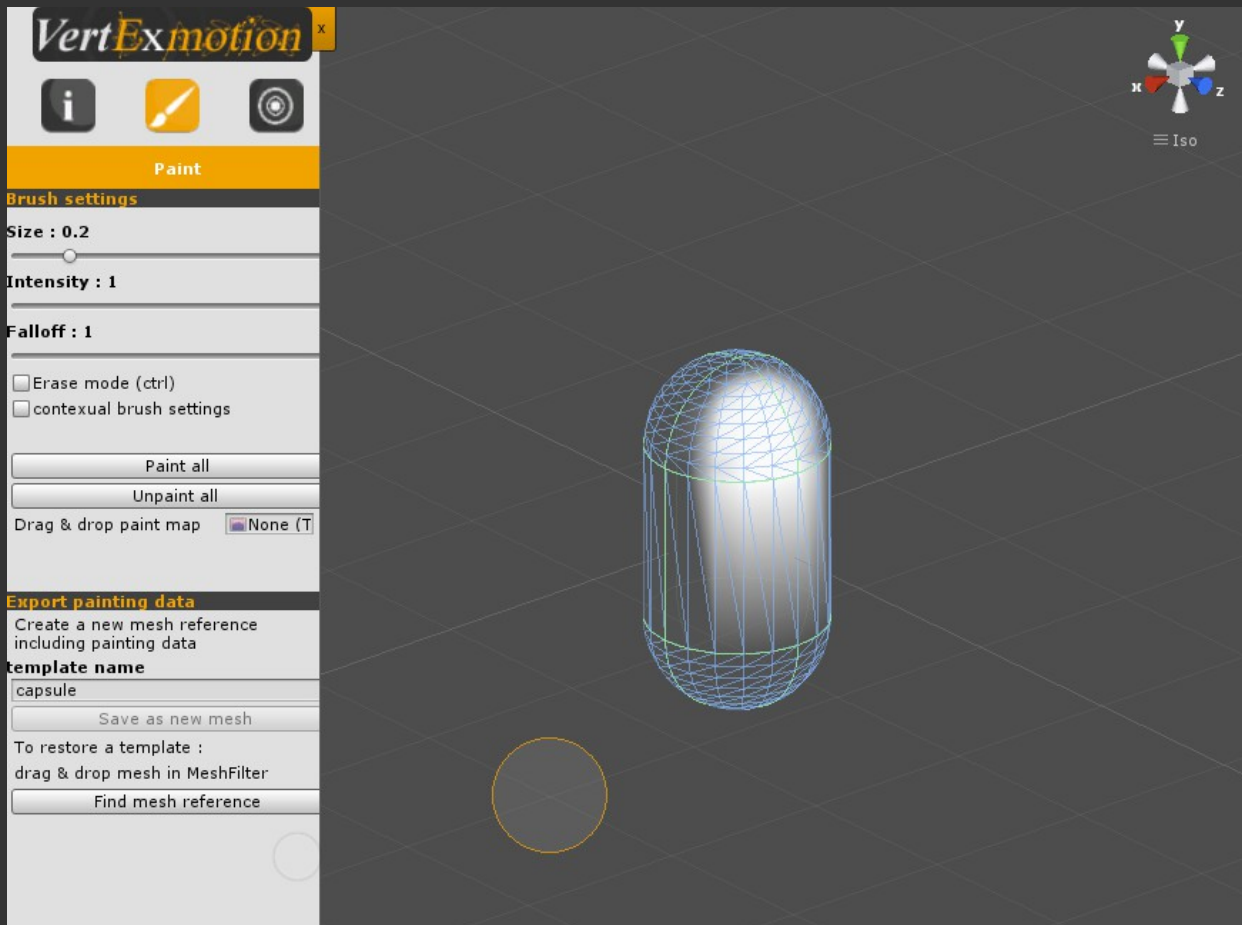 VertExmotion
x
i
Paint
Brush settings
Size : 0.2
Intensity : 1
Falloff : 1
Erase mode (ctrl)
contexual brush settings
Paint all
Unpaint all
Drag & drop paint map None (T
Export painting data
Create a new mesh reference
including painting data
template name
capsule
Save as new mesh
To restore a template :
drag & drop mesh in MeshFilter
Find mesh reference
y
x
z
Iso